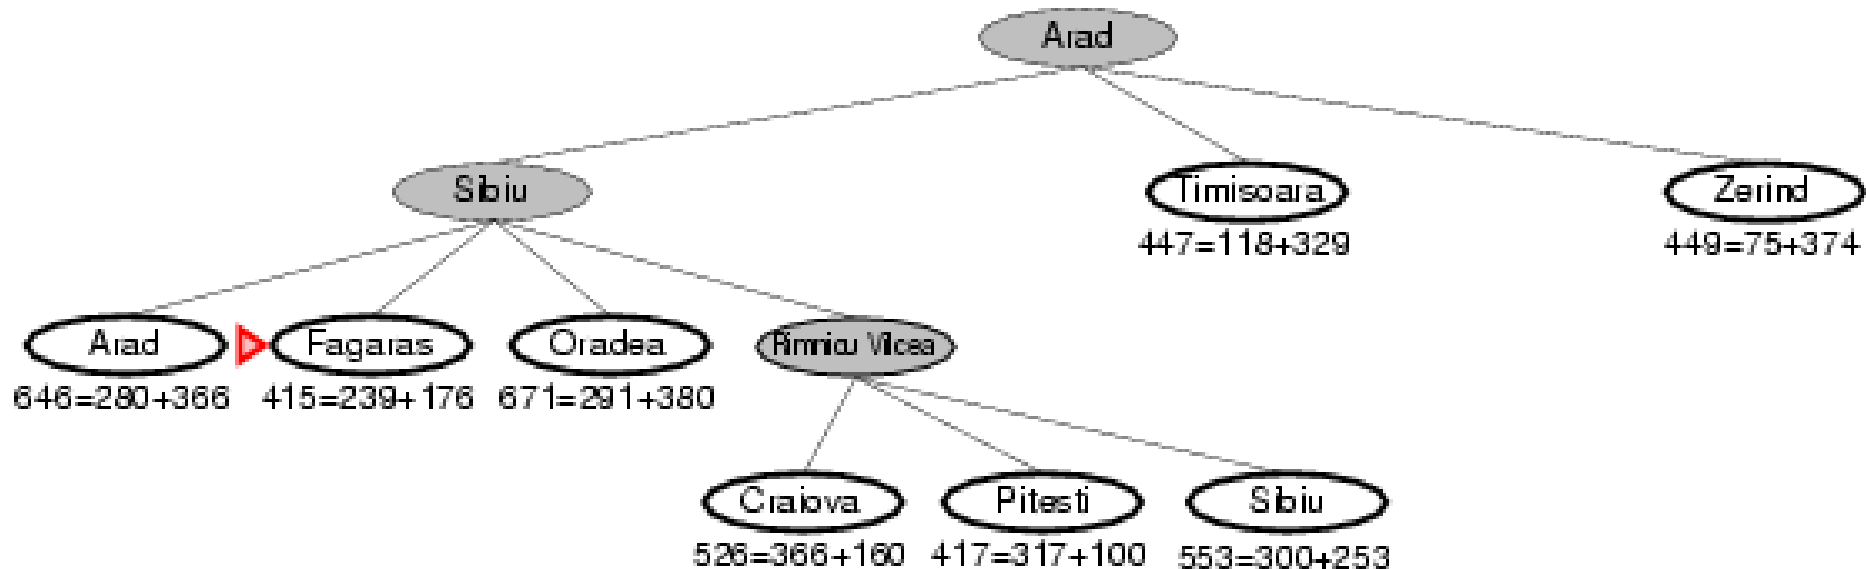 Arad
Sibiu
Timisoara
Zerind
447=118+329
449=75+374
Arad
Fagaras
Oradea
Rimnicu Vilcea
646=280+366
415=239+176
671=291+380
Craiova
Pitesti
Sibiu
526=366+160
417=317+100
553=300+253